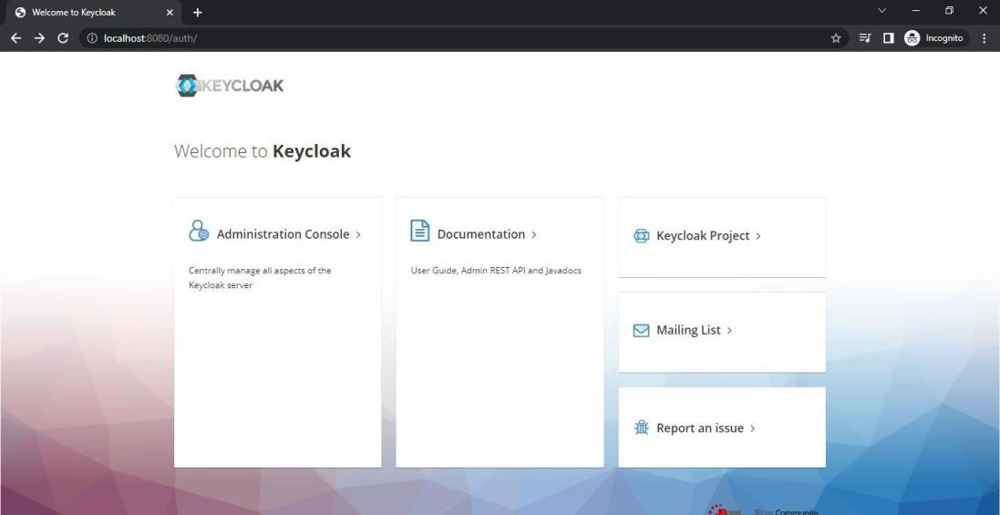 Welcome to Keycloak
localhost:8080/auth/
Incognito
KEYCLOAK
Welcome to Keycloak
Administration Console
Centrally manage all aspects of the
Keycloak server
Documentation
User Guide, Admin REST API and Javadocs
Keycloak Project
Mailing List
Report an issue
JBoss Community